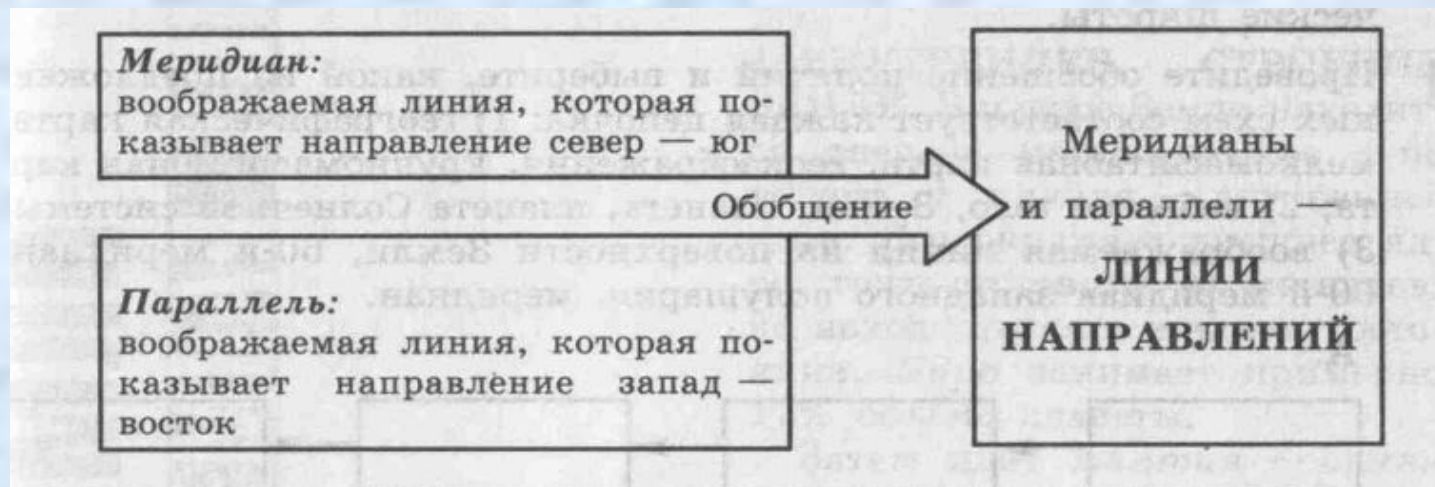 Меридиан:
воображаемая линия, которая по-
казывает направление север — юг
Обобщение
Параллель:
воображаемая линия, которая по-
казывает направление запад —
восток
Меридианы
и параллели —
ЛИНИИ
НАПРАВЛЕНИЙ